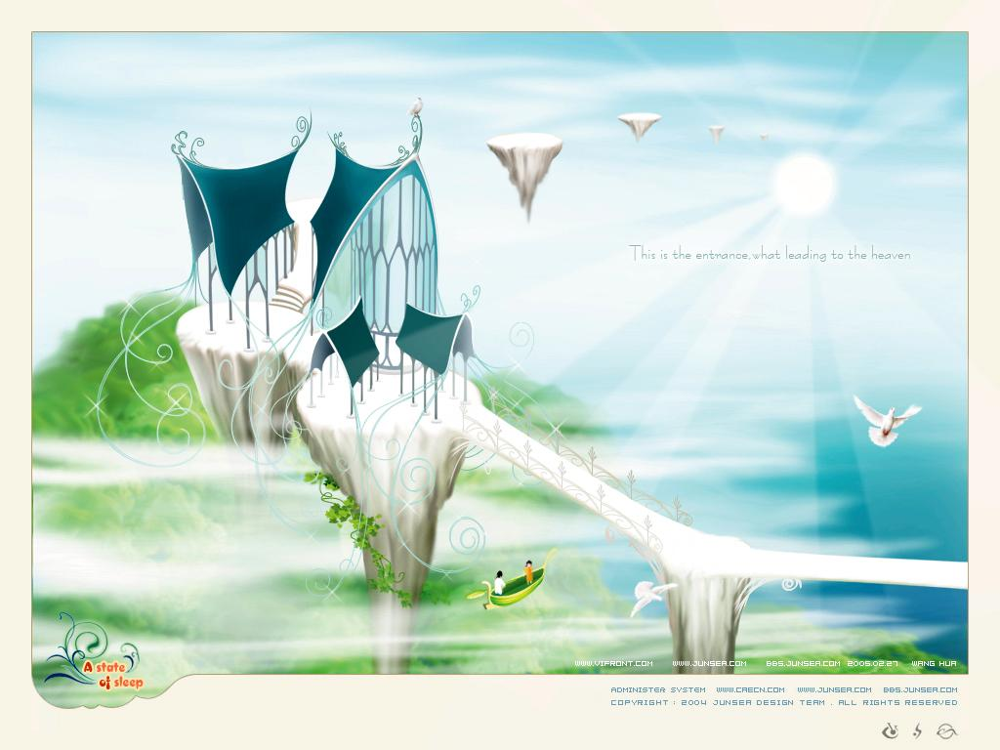 This is the entrance,what leading to the heaven
A state
of sleep
WWW.VIFRONT.COM WWW.JUNSEA.COM BBS.JUNSEA.COM 2005.02.27 WANG HUA
ADMINISTER SYSTEM WWW.CAECN.COM WWW.JUNSEA.COM BBS.JUNSEA.COM
COPYRIGHT : 2004 JUNSEA DESIGN TEAM . ALL RIGHTS RESERVED